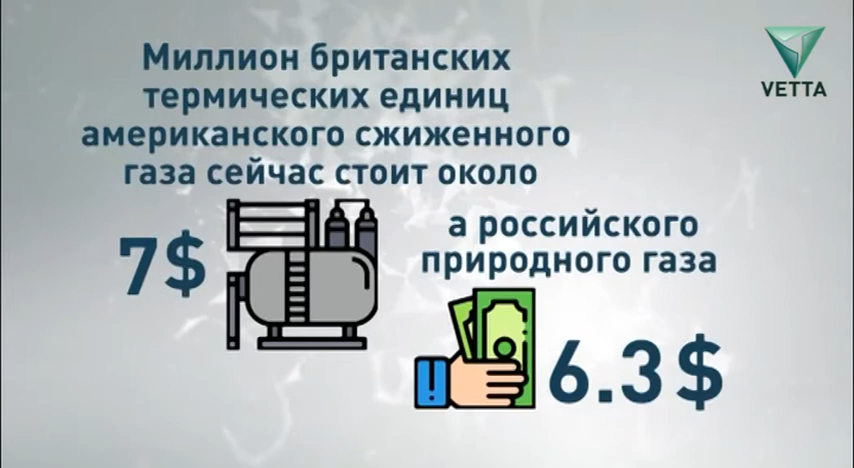 Миллион британских
термических единиц
американского сжиженного
газа сейчас стоит около
7$
а российского
природного газа
6.3$
VETTA